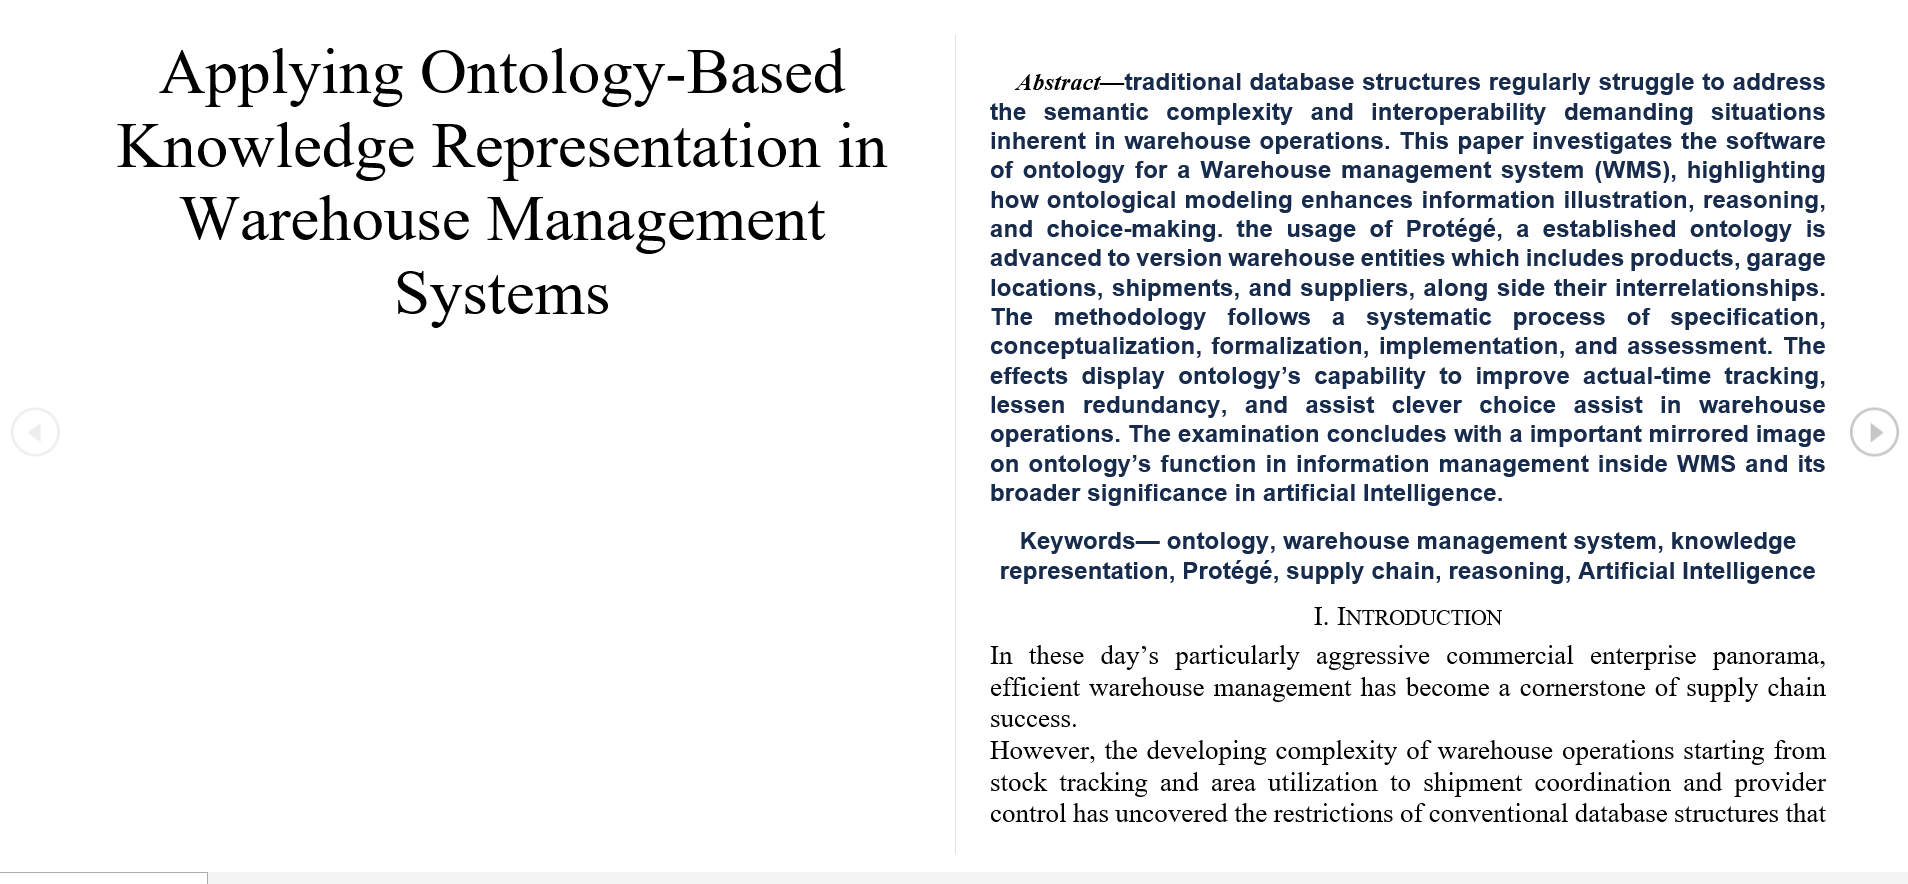 Applying Ontology-Based
Knowledge Representation in
Warehouse Management
Systems
Abstract—traditional database structures regularly struggle to address
the semantic complexity and interoperability demanding situations
inherent in warehouse operations. This paper investigates the software
of ontology for a Warehouse management system (WMS), highlighting
how ontological modeling enhances information illustration, reasoning,
and choice-making. the usage of Protégé, a established ontology is
advanced to version warehouse entities which includes products, garage
locations, shipments, and suppliers, along side their interrelationships.
The methodology follows a systematic process of specification,
conceptualization, formalization, implementation, and assessment. The
effects display ontology’s capability to improve actual-time tracking,
lessen redundancy, and assist clever choice assist in warehouse
operations. The examination concludes with a important mirrored image
on ontology’s function in information management inside WMS and its
broader significance in artificial Intelligence.
Keywords— ontology, warehouse management system, knowledge
representation, Protégé, supply chain, reasoning, Artificial Intelligence
I. INTRODUCTION
In these day’s particularly aggressive commercial enterprise panorama,
efficient warehouse management has become a cornerstone of supply chain
success.
However, the developing complexity of warehouse operations starting from
stock tracking and area utilization to shipment coordination and provider
control has uncovered the restrictions of conventional database structures that